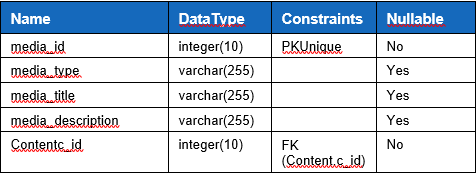 Name DataType Constraints Nullable
media_id integer(10) PKUnique No
media_type varchar(255) Yes
media_title varchar(255) Yes
media_description varchar(255) Yes
Contentc_id integer(10) FK No
(Content.c_id)